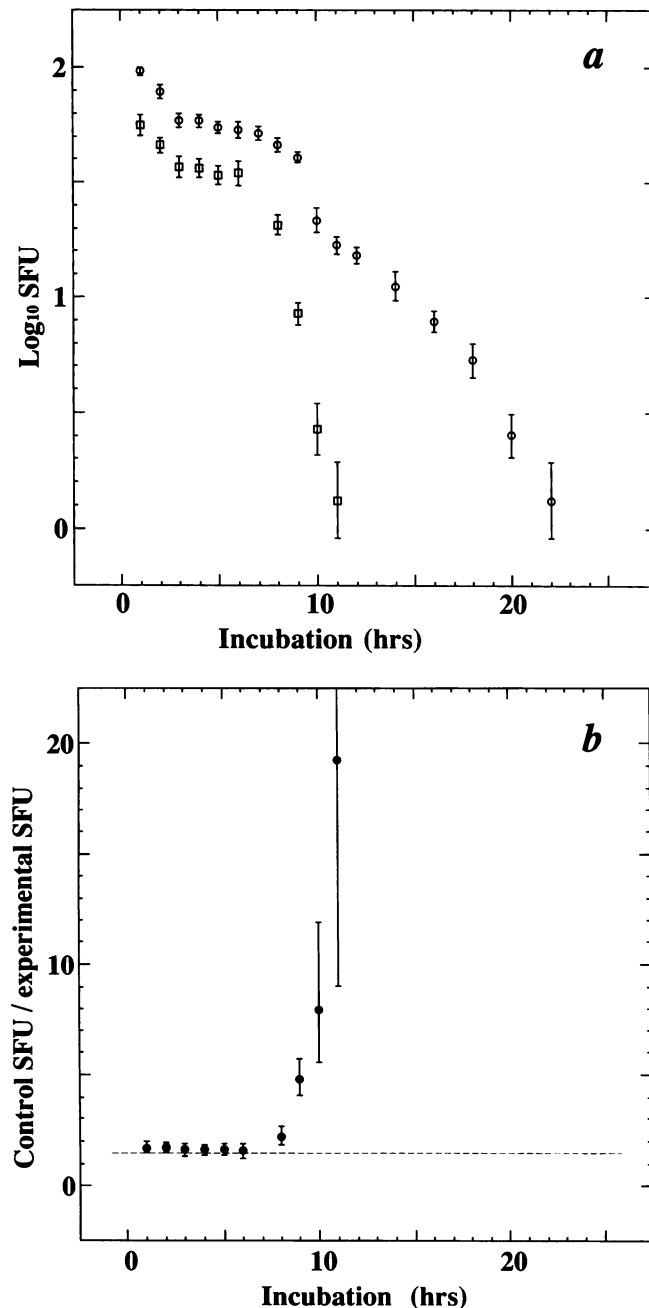 a
2
1
0
Log₁₀ SFU
0 10 20
Incubation (hrs)
b
20
10
0
Control SFU / experimental SFU
0 10 20
Incubation (hrs)